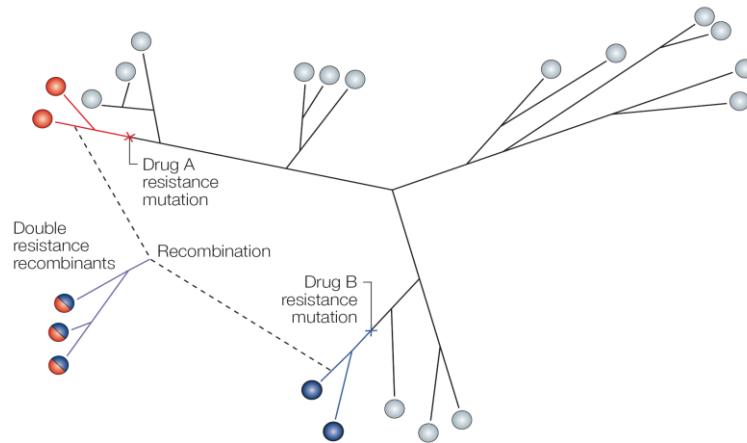 Drug A
resistance
mutation
Double
resistance
recombinants
Recombination
Drug B
resistance
mutation